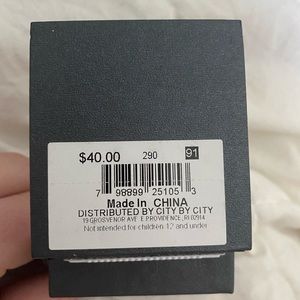 $40.00 290 91
7 98899 25105 3
Made In CHINA
DISTRIBUTED BY CITY BY CITY
19 GROSVENOR AVE E.PROVIDENCE, RI 02914
Not intended for children 12 and under